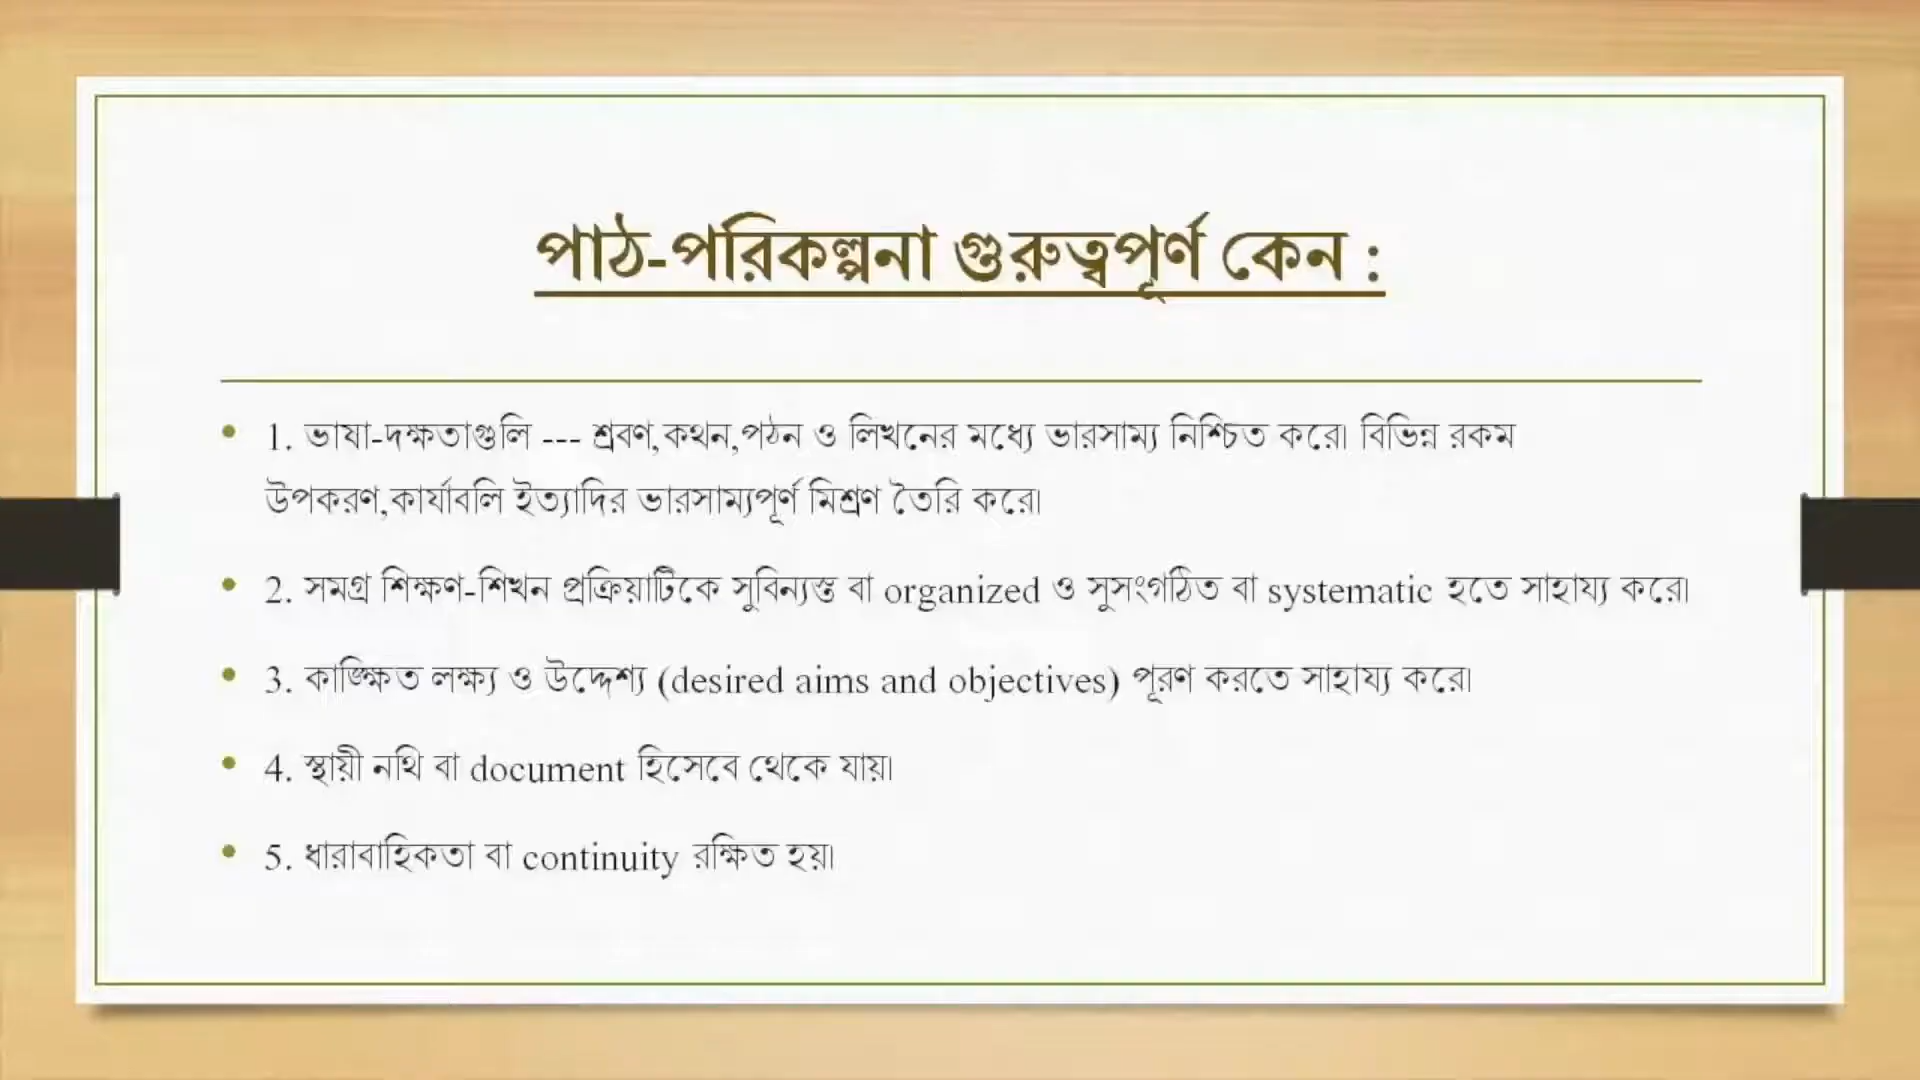 পাঠ-পরিকল্পনা গুরুত্বপূর্ণ কেন :
• 1. ভাষা-দক্ষতাগুলি --- শ্রবণ,কথন,পঠন ও লিখনের মধ্যে ভারসাম্য নিশ্চিত করে। বিভিন্ন রকম
উপকরণ,কার্যাবলি ইত্যাদির ভারসাম্যপূর্ণ মিশ্রণ তৈরি করে।
• 2. সমগ্র শিক্ষণ-শিখন প্রক্রিয়াটিকে সুবিন্যস্ত বা organized ও সুসংগঠিত বা systematic হতে সাহায্য করে।
• 3. কাঙ্ক্ষিত লক্ষ্য ও উদ্দেশ্য (desired aims and objectives) পূরণ করতে সাহায্য করে।
• 4. স্থায়ী নথি বা document হিসেবে থেকে যায়।
• 5. ধারাবাহিকতা বা continuity রক্ষিত হয়।